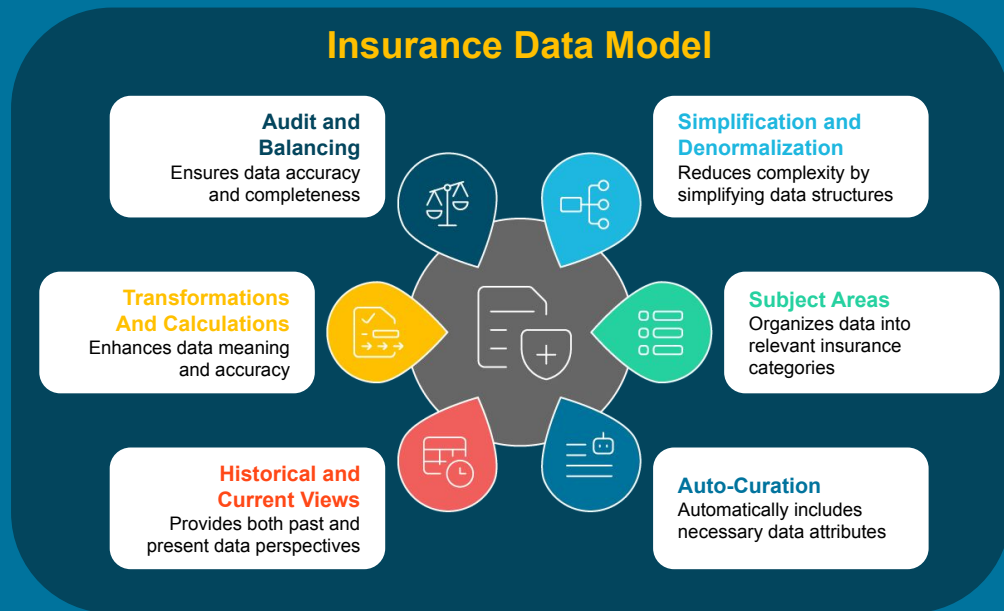 Insurance Data Model
Audit and
Balancing
Ensures data accuracy
and completeness
Simplification and
Denormalization
Reduces complexity by
simplifying data structures
Transformations
And Calculations
Enhances data meaning
and accuracy
Subject Areas
Organizes data into
relevant insurance
categories
Historical and
Current Views
Provides both past and
present data perspectives
Auto-Curation
Automatically includes
necessary data attributes